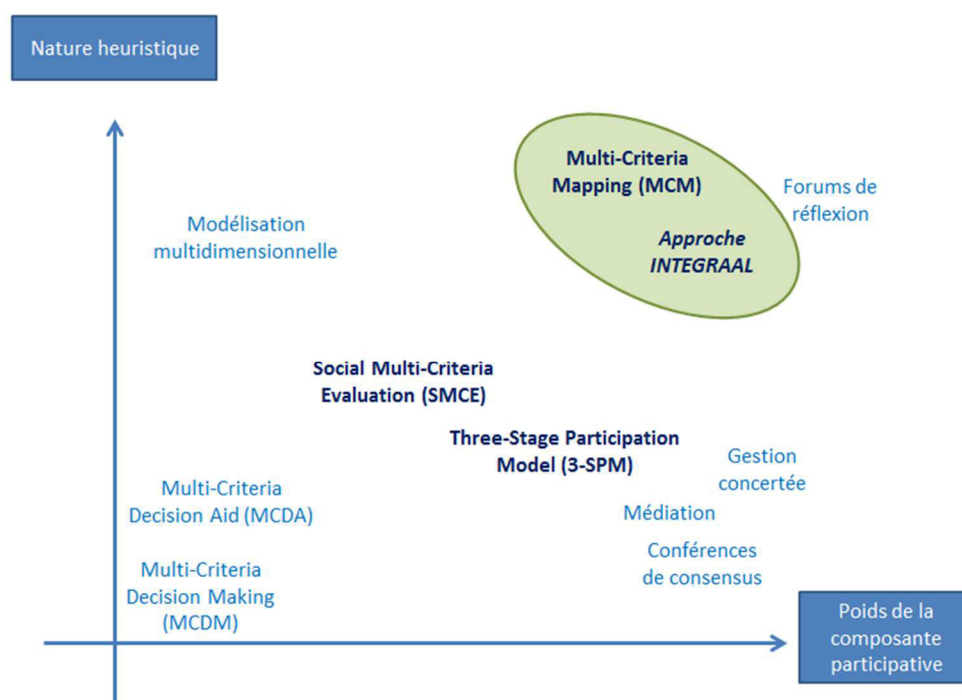 Nature heuristique
Multi-Criteria
Mapping (MCM)
Forums de
réflexion
Modélisation
multidimensionnelle
Approche
INTEGRAAL
Social Multi-Criteria
Evaluation (SMCE)
Three-Stage Participation
Model (3-SPM)
Gestion
concertée
Multi-Criteria
Decision Aid (MCDA)
Médiation
Conférences
de consensus
Multi-Criteria
Decision Making
(MCDM)
Poids de la
composante
participative